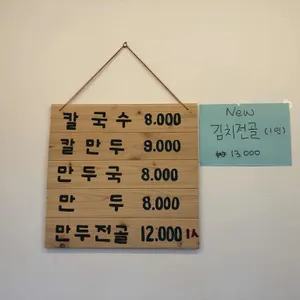 칼국수 8.000
칼만두 9.000
만두국 8.000
만두 8.000
만두전골 12.000 1人
New
김치전골 (1인)
₩ 13.000